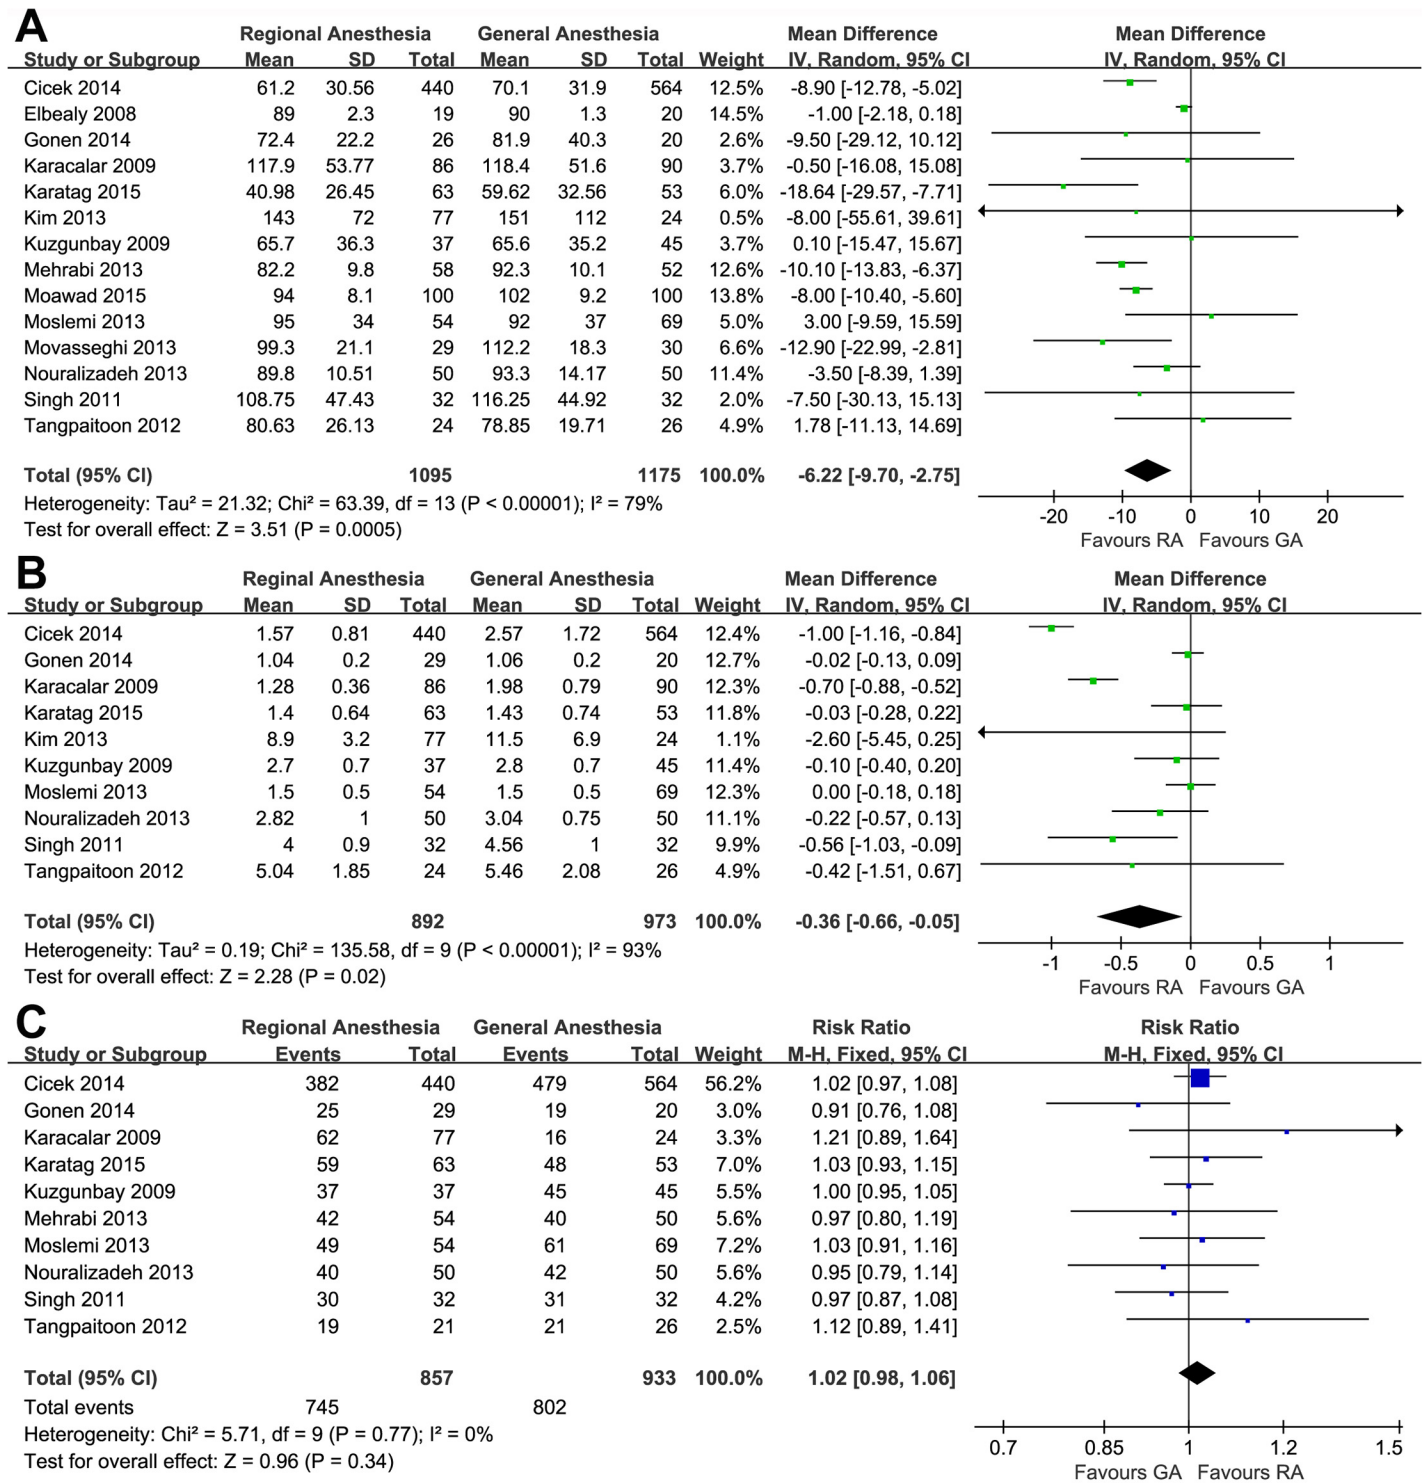 A
Regional Anesthesia General Anesthesia Mean Difference Mean Difference
Study or Subgroup Mean SD Total Mean SD Total Weight IV, Random, 95% CI IV, Random, 95% CI
Cicek 2014 61.2 30.56 440 70.1 31.9 564 12.5% -8.90 [-12.78, -5.02]
Elbealy 2008 89 2.3 19 90 1.3 20 14.5% -1.00 [-2.18, 0.18]
Gonen 2014 72.4 22.2 26 81.9 40.3 20 2.6% -9.50 [-29.12, 10.12]
Karacalar 2009 117.9 53.77 86 118.4 51.6 90 3.7% -0.50 [-16.08, 15.08]
Karatag 2015 40.98 26.45 63 59.62 32.56 53 6.0% -18.64 [-29.57, -7.71]
Kim 2013 143 72 77 151 112 24 0.5% -8.00 [-55.61, 39.61]
Kuzgunbay 2009 65.7 36.3 37 65.6 35.2 45 3.7% 0.10 [-15.47, 15.67]
Mehrabi 2013 82.2 9.8 58 92.3 10.1 52 12.6% -10.10 [-13.83, -6.37]
Moawad 2015 94 8.1 100 102 9.2 100 13.8% -8.00 [-10.40, -5.60]
Moslemi 2013 95 34 54 92 37 69 5.0% 3.00 [-9.59, 15.59]
Movasseghi 2013 99.3 21.1 29 112.2 18.3 30 6.6% -12.90 [-22.99, -2.81]
Nouralizadeh 2013 89.8 10.51 50 93.3 14.17 50 11.4% -3.50 [-8.39, 1.39]
Singh 2011 108.75 47.43 32 116.25 44.92 32 2.0% -7.50 [-30.13, 15.13]
Tangpaitoon 2012 80.63 26.13 24 78.85 19.71 26 4.9% 1.78 [-11.13, 14.69]
Total (95% CI) 1095 1175 100.0% -6.22 [-9.70, -2.75]
Heterogeneity: Tau² = 21.32; Chi² = 63.39, df = 13 (P < 0.00001); I² = 79%
Test for overall effect: Z = 3.51 (P = 0.0005)
-20 -10 0 10 20
Favours RA Favours GA
B
Reginal Anesthesia General Anesthesia Mean Difference Mean Difference
Study or Subgroup Mean SD Total Mean SD Total Weight IV, Random, 95% CI IV, Random, 95% CI
Cicek 2014 1.57 0.81 440 2.57 1.72 564 12.4% -1.00 [-1.16, -0.84]
Gonen 2014 1.04 0.2 29 1.06 0.2 20 12.7% -0.02 [-0.13, 0.09]
Karacalar 2009 1.28 0.36 86 1.98 0.79 90 12.3% -0.70 [-0.88, -0.52]
Karatag 2015 1.4 0.64 63 1.43 0.74 53 11.8% -0.03 [-0.28, 0.22]
Kim 2013 8.9 3.2 77 11.5 6.9 24 1.1% -2.60 [-5.45, 0.25]
Kuzgunbay 2009 2.7 0.7 37 2.8 0.7 45 11.4% -0.10 [-0.40, 0.20]
Moslemi 2013 1.5 0.5 54 1.5 0.5 69 12.3% 0.00 [-0.18, 0.18]
Nouralizadeh 2013 2.82 1 50 3.04 0.75 50 11.1% -0.22 [-0.57, 0.13]
Singh 2011 4 0.9 32 4.56 1 32 9.9% -0.56 [-1.03, -0.09]
Tangpaitoon 2012 5.04 1.85 24 5.46 2.08 26 4.9% -0.42 [-1.51, 0.67]
Total (95% CI) 892 973 100.0% -0.36 [-0.66, -0.05]
Heterogeneity: Tau² = 0.19; Chi² = 135.58, df = 9 (P < 0.00001); I² = 93%
Test for overall effect: Z = 2.28 (P = 0.02)
-1 -0.5 0 0.5 1
Favours RA Favours GA
C
Regional Anesthesia General Anesthesia Risk Ratio Risk Ratio
Study or Subgroup Events Total Events Total Weight M-H, Fixed, 95% CI M-H, Fixed, 95% CI
Cicek 2014 382 440 479 564 56.2% 1.02 [0.97, 1.08]
Gonen 2014 25 29 19 20 3.0% 0.91 [0.76, 1.08]
Karacalar 2009 62 77 16 24 3.3% 1.21 [0.89, 1.64]
Karatag 2015 59 63 48 53 7.0% 1.03 [0.93, 1.15]
Kuzgunbay 2009 37 37 45 45 5.5% 1.00 [0.95, 1.05]
Mehrabi 2013 42 54 40 50 5.6% 0.97 [0.80, 1.19]
Moslemi 2013 49 54 61 69 7.2% 1.03 [0.91, 1.16]
Nouralizadeh 2013 40 50 42 50 5.6% 0.95 [0.79, 1.14]
Singh 2011 30 32 31 32 4.2% 0.97 [0.87, 1.08]
Tangpaitoon 2012 19 21 21 26 2.5% 1.12 [0.89, 1.41]
Total (95% CI) 857 933 100.0% 1.02 [0.98, 1.06]
Total events 745 802
Heterogeneity: Chi² = 5.71, df = 9 (P = 0.77); I² = 0%
Test for overall effect: Z = 0.96 (P = 0.34)
0.7 0.85 1 1.2 1.5
Favours GA Favours RA